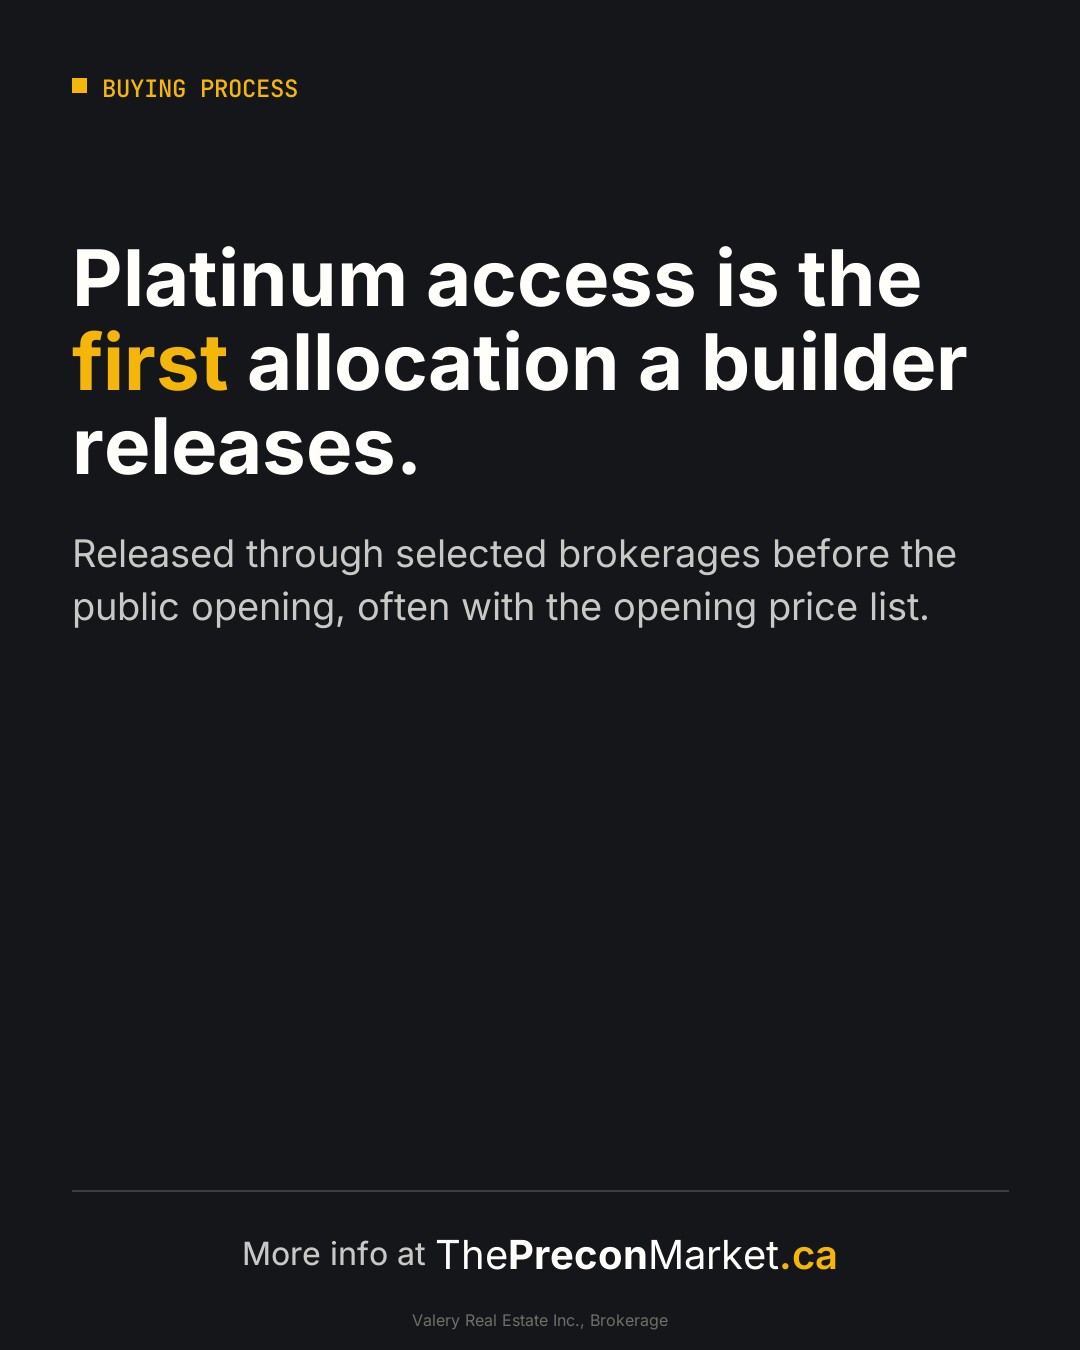 BUYING PROCESS
Platinum access is the
first allocation a builder
releases.
Released through selected brokerages before the
public opening, often with the opening price list.
More info at ThePreconMarket.ca
Valery Real Estate Inc., Brokerage